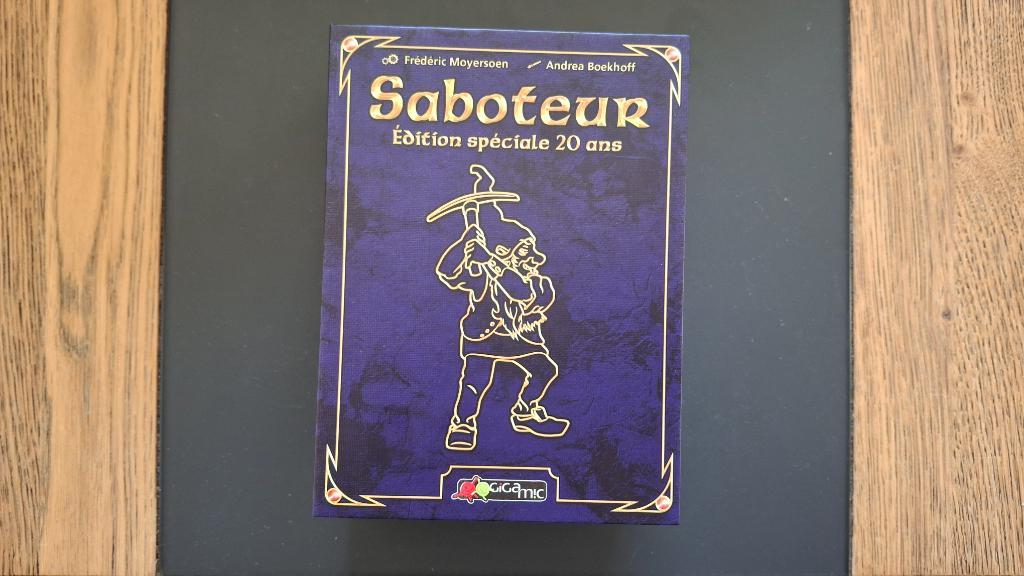 Frédéric Moyersoen Andrea Boekhoff
Saboteur
Édition spéciale 20 ans
GiGaMiC